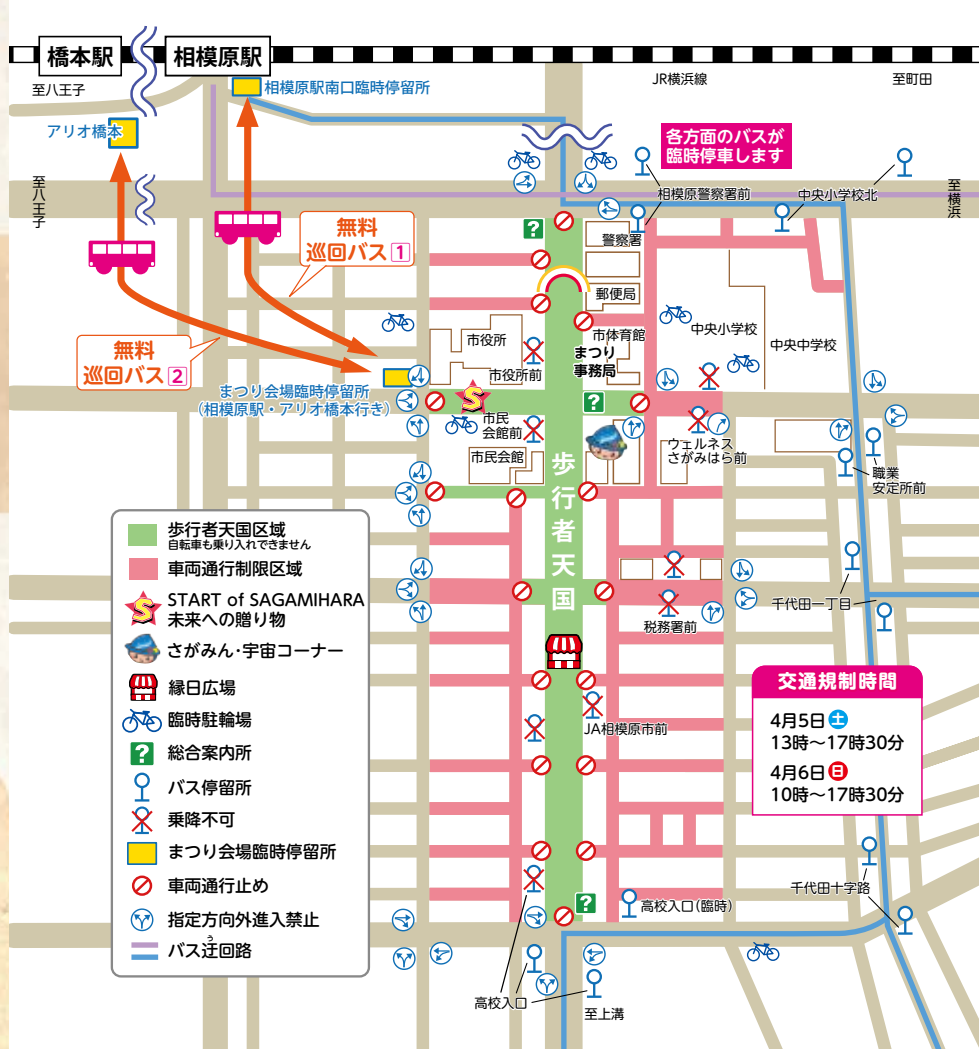 橋本駅
相模原駅
至八王子
相模原駅南口臨時停留所
JR横浜線
至町田
アリオ橋本
各方面のバスが
臨時停車します
至八王子
相模原警察署前
中央小学校北
至横浜
無料
巡回バス1
?
警察署
郵便局
市役所
市体育館
中央小学校
まつり
事務局
中央中学校
無料
巡回バス2
市役所前
まつり会場臨時停留所
(相模原駅・アリオ橋本行き)
S
?
市民
会館前
ウェルネス
さがみはら前
市民会館
職業
安定所前
歩行者天国
千代田一丁目
税務署前
歩行者天国区域
自転車も乗り入れできません
車両通行制限区域
S
START of SAGAMIHARA
未来への贈り物
さがみん・宇宙コーナー
縁日広場
臨時駐輪場
?
総合案内所
バス停留所
乗降不可
まつり会場臨時停留所
車両通行止め
指定方向外進入禁止
う
バス迂回路
JA相模原市前
交通規制時間
4月5日土
13時〜17時30分
4月6日日
10時〜17時30分
千代田十字路
?
高校入口(臨時)
高校入口
至上溝